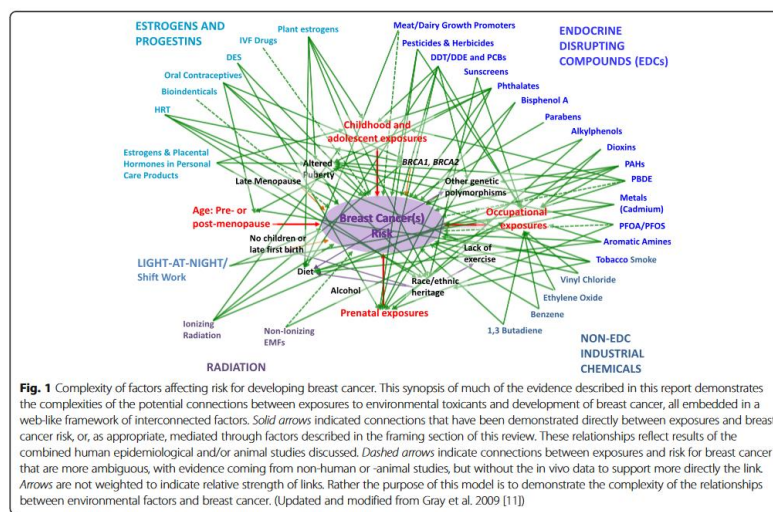 ESTROGENS AND
PROGESTINS
IVF Drugs
Plant estrogens
DES
Oral Contraceptives
Bioindenticals
HRT
Estrogens & Placental
Hormones in Personal
Care Products
Meat/Dairy Growth Promoters
Pesticides & Herbicides
DDT/DDE and PCBs
Sunscreens
Phthalates
Bisphenol A
Parabens
Alkylphenols
Dioxins
PAHs
PBDE
Metals
(Cadmium)
PFOA/PFOS
Aromatic Amines
Tobacco Smoke
ENDOCRINE
DISRUPTING
COMPOUNDS (EDCs)
Childhood and
adolescent exposures
Altered
Puberty
BRCA1, BRCA2
Late Menopause
Other genetic
polymorphisms
Age: Pre- or
post-menopause
Breast Cancer(s)
Risk
Occupational
exposures
No children or
late first birth
Lack of
exercise
LIGHT-AT-NIGHT/
Shift Work
Diet
Alcohol
Race/ethnic
heritage
Prenatal exposures
Vinyl Chloride
Ethylene Oxide
Benzene
1,3 Butadiene
Ionizing
Radiation
Non-Ionizing
EMFs
RADIATION
NON-EDC
INDUSTRIAL
CHEMICALS
Fig. 1 Complexity of factors affecting risk for developing breast cancer. This synopsis of much of the evidence described in this report demonstrates
the complexities of the potential connections between exposures to environmental toxicants and development of breast cancer, all embedded in a
web-like framework of interconnected factors. Solid arrows indicated connections that have been demonstrated directly between exposures and breast
cancer risk, or, as appropriate, mediated through factors described in the framing section of this review. These relationships reflect results of the
combined human epidemiological and/or animal studies discussed. Dashed arrows indicate connections between exposures and risk for breast cancer
that are more ambiguous, with evidence coming from non-human or -animal studies, but without the in vivo data to support more directly the link.
Arrows are not weighted to indicate relative strength of links. Rather the purpose of this model is to demonstrate the complexity of the relationships
between environmental factors and breast cancer. (Updated and modified from Gray et al. 2009 [11])